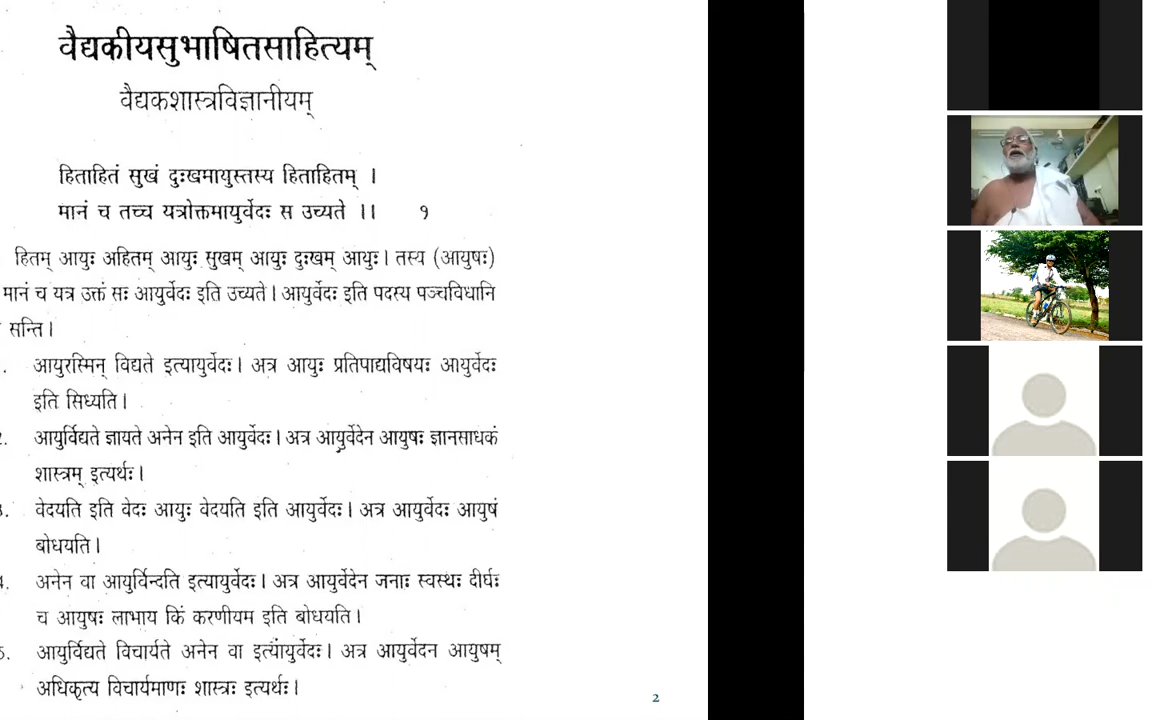 वैद्यकीयसुभाषितसाहित्यम्
वैद्यकशास्त्रविज्ञानीयम्
हिताहितं सुखं दुःखमायुस्तस्य हिताहितम् ।
मानं च तच्च यत्रोक्तमायुर्वेदः स उच्यते ।। १
हितम् आयुः अहितम् आयुः सुखम् आयुः दुःखम् आयुः। तस्य (आयुषः)
मानं च यत्र उक्तं सः आयुर्वेदः इति उच्यते। आयुर्वेदः इति पदस्य पञ्चविधानि
सन्ति।
आयुरस्मिन् विद्यते इत्यायुर्वेदः। अत्र आयुः प्रतिपाद्यविषयः आयुर्वेदः
इति सिध्यति।
आयुर्विद्यते ज्ञायते अनेन इति आयुर्वेदः। अत्र आयुर्वेदेन आयुषः ज्ञानसाधकं
शास्त्रम् इत्यर्थः।
वेदयति इति वेदः आयुः वेदयति इति आयुर्वेदः। अत्र आयुर्वेदः आयुषं
बोधयति।
4. अनेन वा आयुर्विन्दति इत्यायुर्वेदः। अत्र आयुर्वेदेन जनाः स्वस्थः दीर्घः
च आयुषः लाभाय किं करणीयम इति बोधयति।
5. आयुर्विद्यते विचार्यते अनेन वा इत्यायुर्वेदः। अत्र आयुर्वेदन आयुषम्
अधिकृत्य विचार्यमाणः शास्त्रः इत्यर्थः।
2